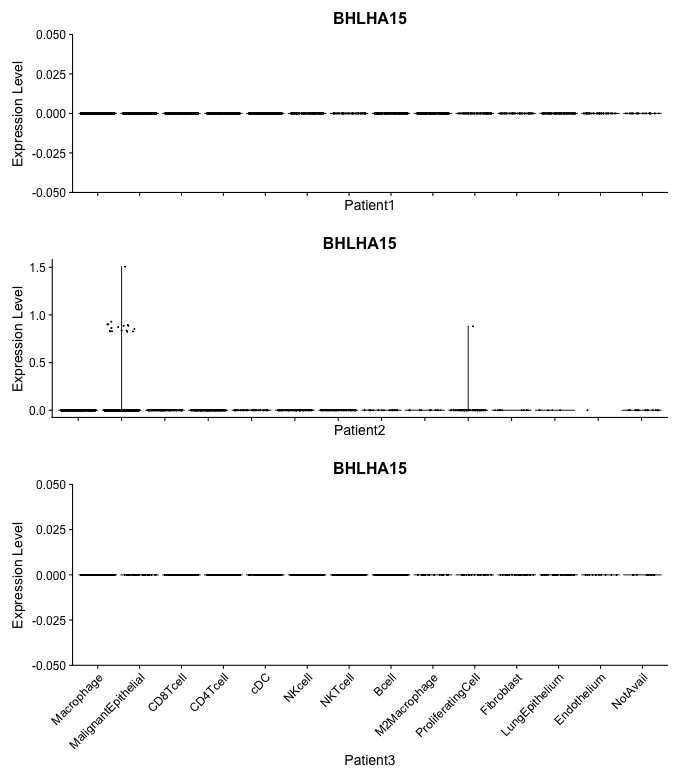 BHLHA15
Expression Level
0.050
0.025
0.000
-0.025
-0.050
Patient1
BHLHA15
Expression Level
1.5
1.0
0.5
0.0
Patient2
BHLHA15
Expression Level
0.050
0.025
0.000
-0.025
-0.050
Macrophage
MalignantEpithelial
CD8Tcell
CD4Tcell
cDC
NKcell
NKTcell
Bcell
M2Macrophage
ProliferatingCell
Fibroblast
LungEpithelium
Endothelium
NotAvail
Patient3